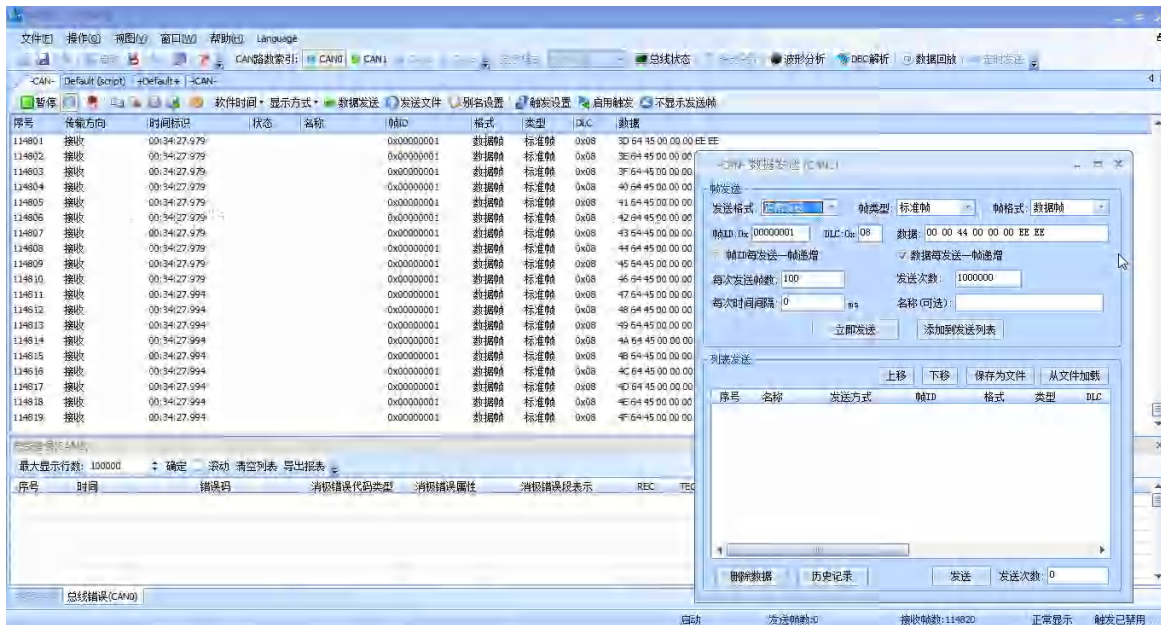 文件(F) 操作(O) 视图(V) 窗口(W) 帮助(H) Language
CAN路数索引: CAN0 CAN1 总线状态 波形分析 DBC解析 数据回放 定时发送
-CAN- Default (script) +Default+ -CAN-
暂停 软件时间 显示方式 数据发送 发送文件 别名设置 触发设置 启用触发 不显示发送帧
序号 传输方向 时间标识 状态 名称 帧ID 格式 类型 DLC 数据
114801 接收 00:34:27.979 0x00000001 数据帧 标准帧 0x08 3D 64 45 00 00 00 EE EE
114802 接收 00:34:27.979 0x00000001 数据帧 标准帧 0x08 3E 64 45 00 00 00
114803 接收 00:34:27.979 0x00000001 数据帧 标准帧 0x08 3F 64 45 00 00 00
114804 接收 00:34:27.979 0x00000001 数据帧 标准帧 0x08 40 64 45 00 00 00
114805 接收 00:34:27.979 0x00000001 数据帧 标准帧 0x08 41 64 45 00 00 00
114806 接收 00:34:27.979 0x00000001 数据帧 标准帧 0x08 42 64 45 00 00 00
114807 接收 00:34:27.979 0x00000001 数据帧 标准帧 0x08 43 64 45 00 00 00
114808 接收 00:34:27.979 0x00000001 数据帧 标准帧 0x08 44 64 45 00 00 00
114809 接收 00:34:27.979 0x00000001 数据帧 标准帧 0x08 45 64 45 00 00 00
114810 接收 00:34:27.979 0x00000001 数据帧 标准帧 0x08 46 64 45 00 00 00
114811 接收 00:34:27.994 0x00000001 数据帧 标准帧 0x08 47 64 45 00 00 00
114812 接收 00:34:27.994 0x00000001 数据帧 标准帧 0x08 48 64 45 00 00 00
114813 接收 00:34:27.994 0x00000001 数据帧 标准帧 0x08 49 64 45 00 00 00
114814 接收 00:34:27.994 0x00000001 数据帧 标准帧 0x08 4A 64 45 00 00 00
114815 接收 00:34:27.994 0x00000001 数据帧 标准帧 0x08 4B 64 45 00 00 00
114816 接收 00:34:27.994 0x00000001 数据帧 标准帧 0x08 4C 64 45 00 00 00
114817 接收 00:34:27.994 0x00000001 数据帧 标准帧 0x08 4D 64 45 00 00 00
114818 接收 00:34:27.994 0x00000001 数据帧 标准帧 0x08 4E 64 45 00 00 00
114819 接收 00:34:27.994 0x00000001 数据帧 标准帧 0x08 4F 64 45 00 00 00
-CAN- 数据发送 (CAN1)
帧发送
发送格式: 帧类型: 标准帧 帧格式: 数据帧
帧ID:0x 00000001 DLC:0x 08 数据: 00 00 44 00 00 00 EE EE
帧ID每发送一帧递增 数据每发送一帧递增
每次发送帧数: 100 发送次数: 1000000
每次时间间隔: 0 ms 名称(可选):
立即发送 添加到发送列表
列表发送
上移 下移 保存为文件 从文件加载
序号 名称 发送方式 帧ID 格式 类型 DLC
删除数据 历史记录 发送 发送次数: 0
总线错误(CAN0)
最大显示行数: 100000 确定 滚动 清空列表 导出报表
序号 时间 错误码 消极错误代码类型 消极错误属性 消极错误段表示 REC TEC
总线错误(CAN0)
启动 发送帧数:0 接收帧数:114820 正常显示 触发已禁用